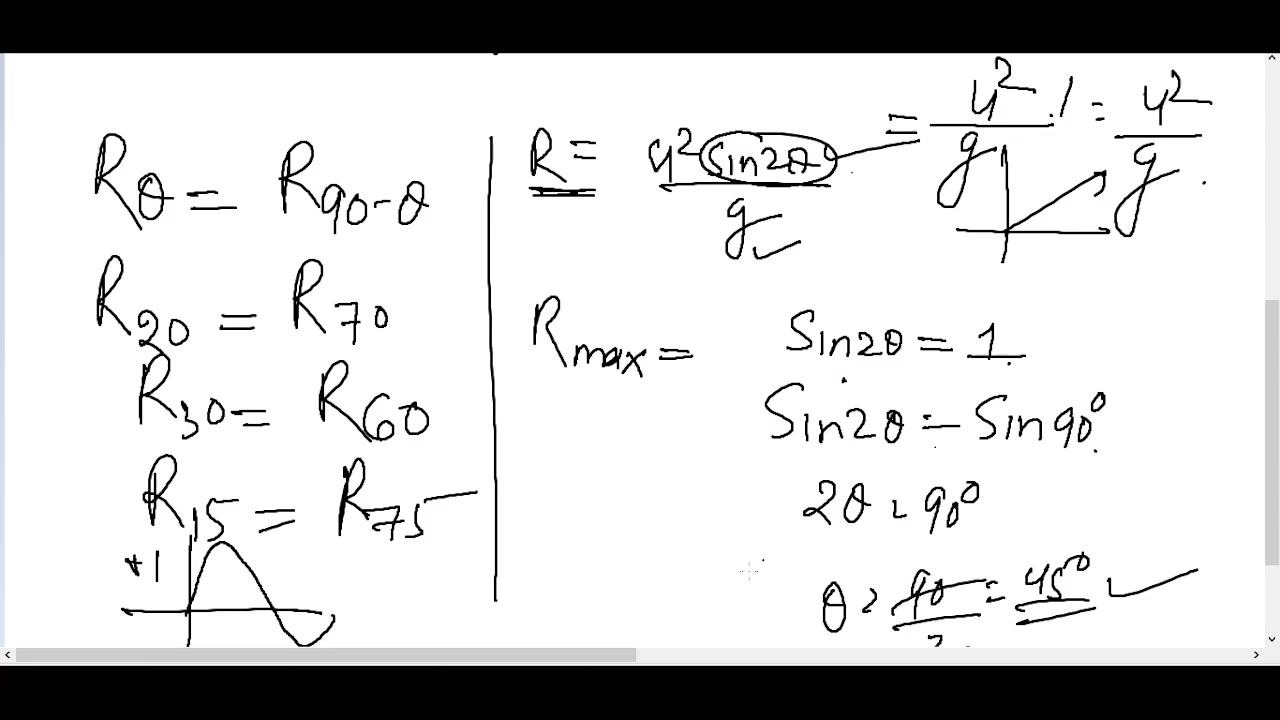 Rθ = R90-θ
R20 = R70
R30 = R60
R15 = R75
+1
R = u² sin2θ / g = u² / g . 1 = u² / g
Rmax =
Sin2θ = 1
Sin2θ = Sin90°
2θ = 90°
θ = 90 / 2 = 45°